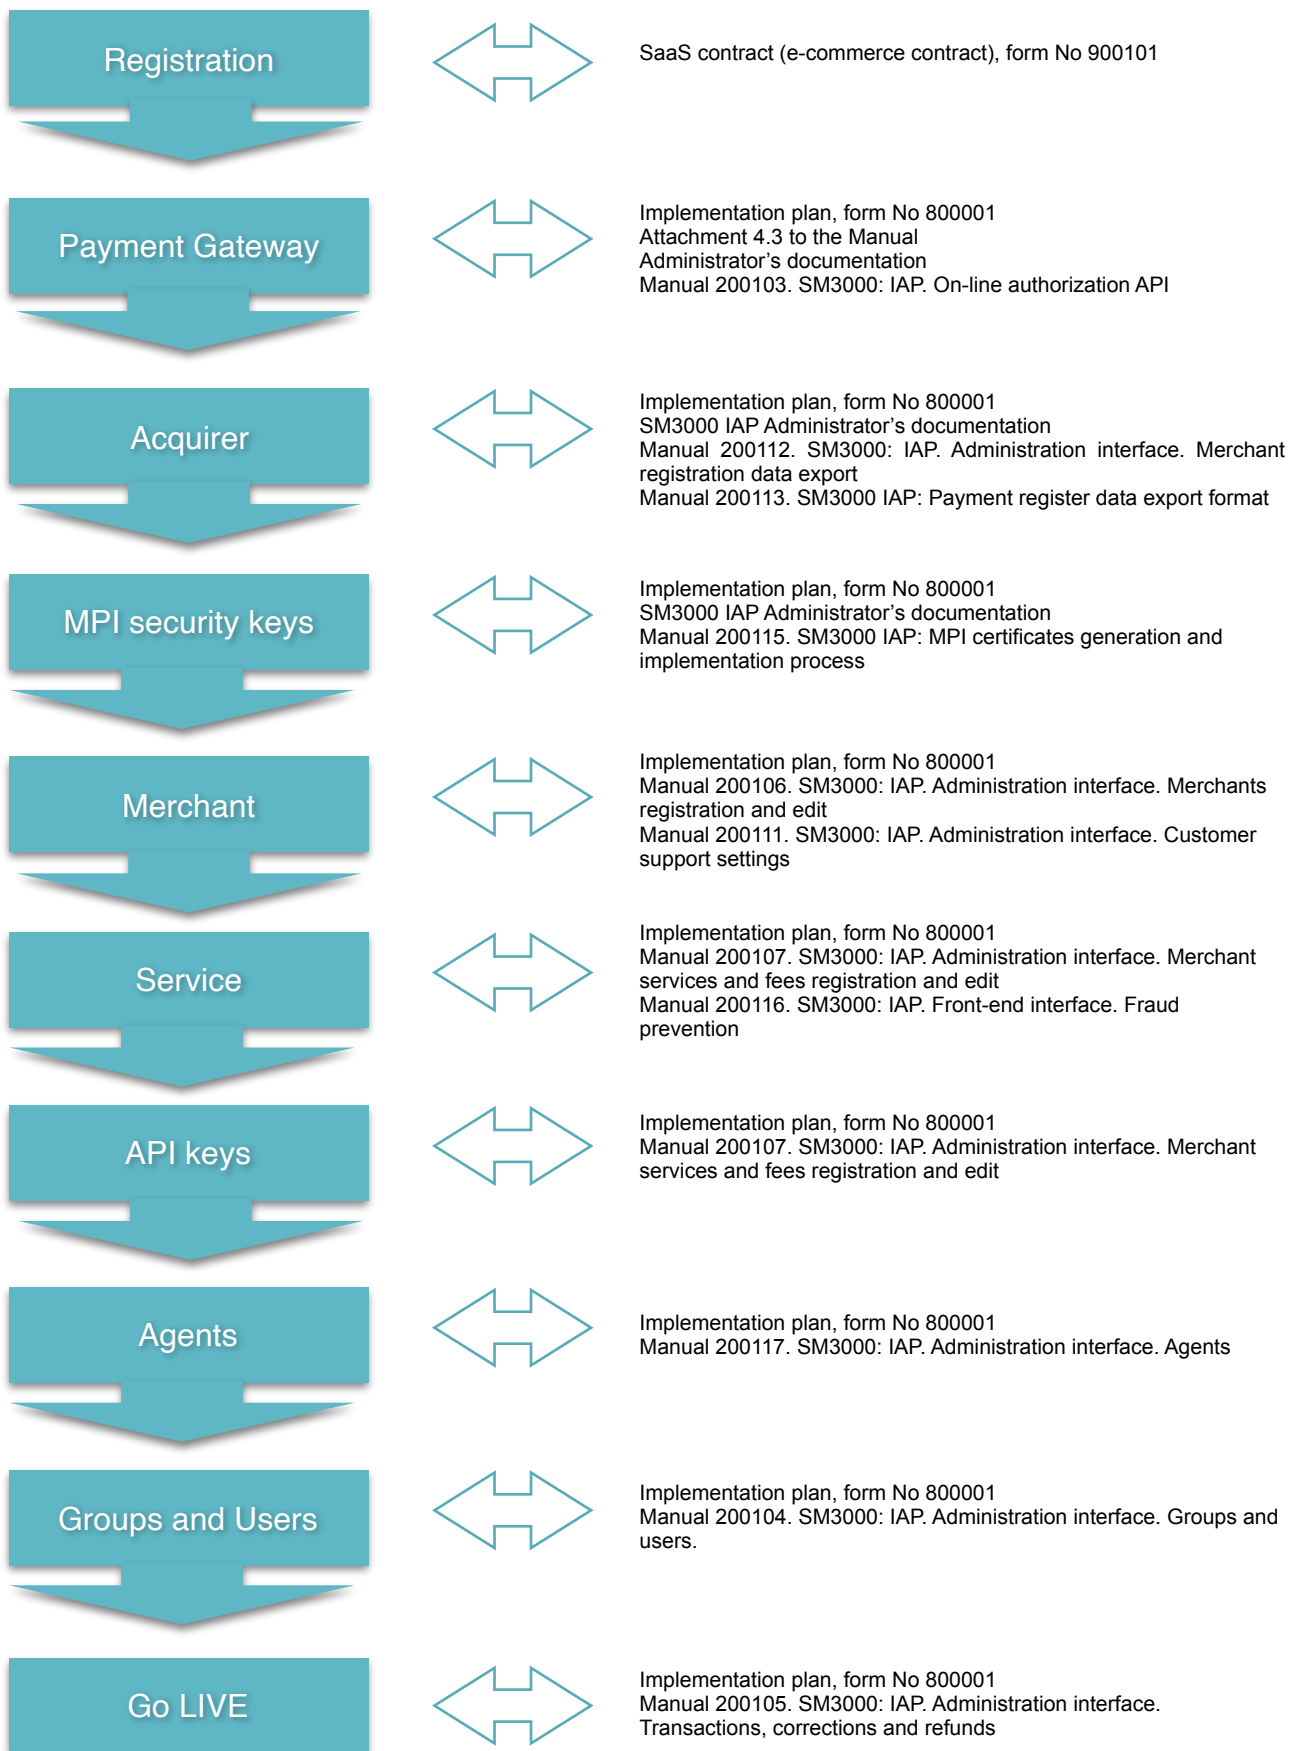 Registration
SaaS contract (e-commerce contract), form No 900101
Payment Gateway
Implementation plan, form No 800001
Attachment 4.3 to the Manual
Administrator's documentation
Manual 200103. SM3000: IAP. On-line authorization API
Acquirer
Implementation plan, form No 800001
SM3000 IAP Administrator's documentation
Manual 200112. SM3000: IAP. Administration interface. Merchant
registration data export
Manual 200113. SM3000 IAP: Payment register data export format
MPI security keys
Implementation plan, form No 800001
SM3000 IAP Administrator's documentation
Manual 200115. SM3000 IAP: MPI certificates generation and
implementation process
Merchant
Implementation plan, form No 800001
Manual 200106. SM3000: IAP. Administration interface. Merchants
registration and edit
Manual 200111. SM3000: IAP. Administration interface. Customer
support settings
Service
Implementation plan, form No 800001
Manual 200107. SM3000: IAP. Administration interface. Merchant
services and fees registration and edit
Manual 200116. SM3000: IAP. Front-end interface. Fraud
prevention
API keys
Implementation plan, form No 800001
Manual 200107. SM3000: IAP. Administration interface. Merchant
services and fees registration and edit
Agents
Implementation plan, form No 800001
Manual 200117. SM3000: IAP. Administration interface. Agents
Groups and Users
Implementation plan, form No 800001
Manual 200104. SM3000: IAP. Administration interface. Groups and
users.
Go LIVE
Implementation plan, form No 800001
Manual 200105. SM3000: IAP. Administration interface.
Transactions, corrections and refunds